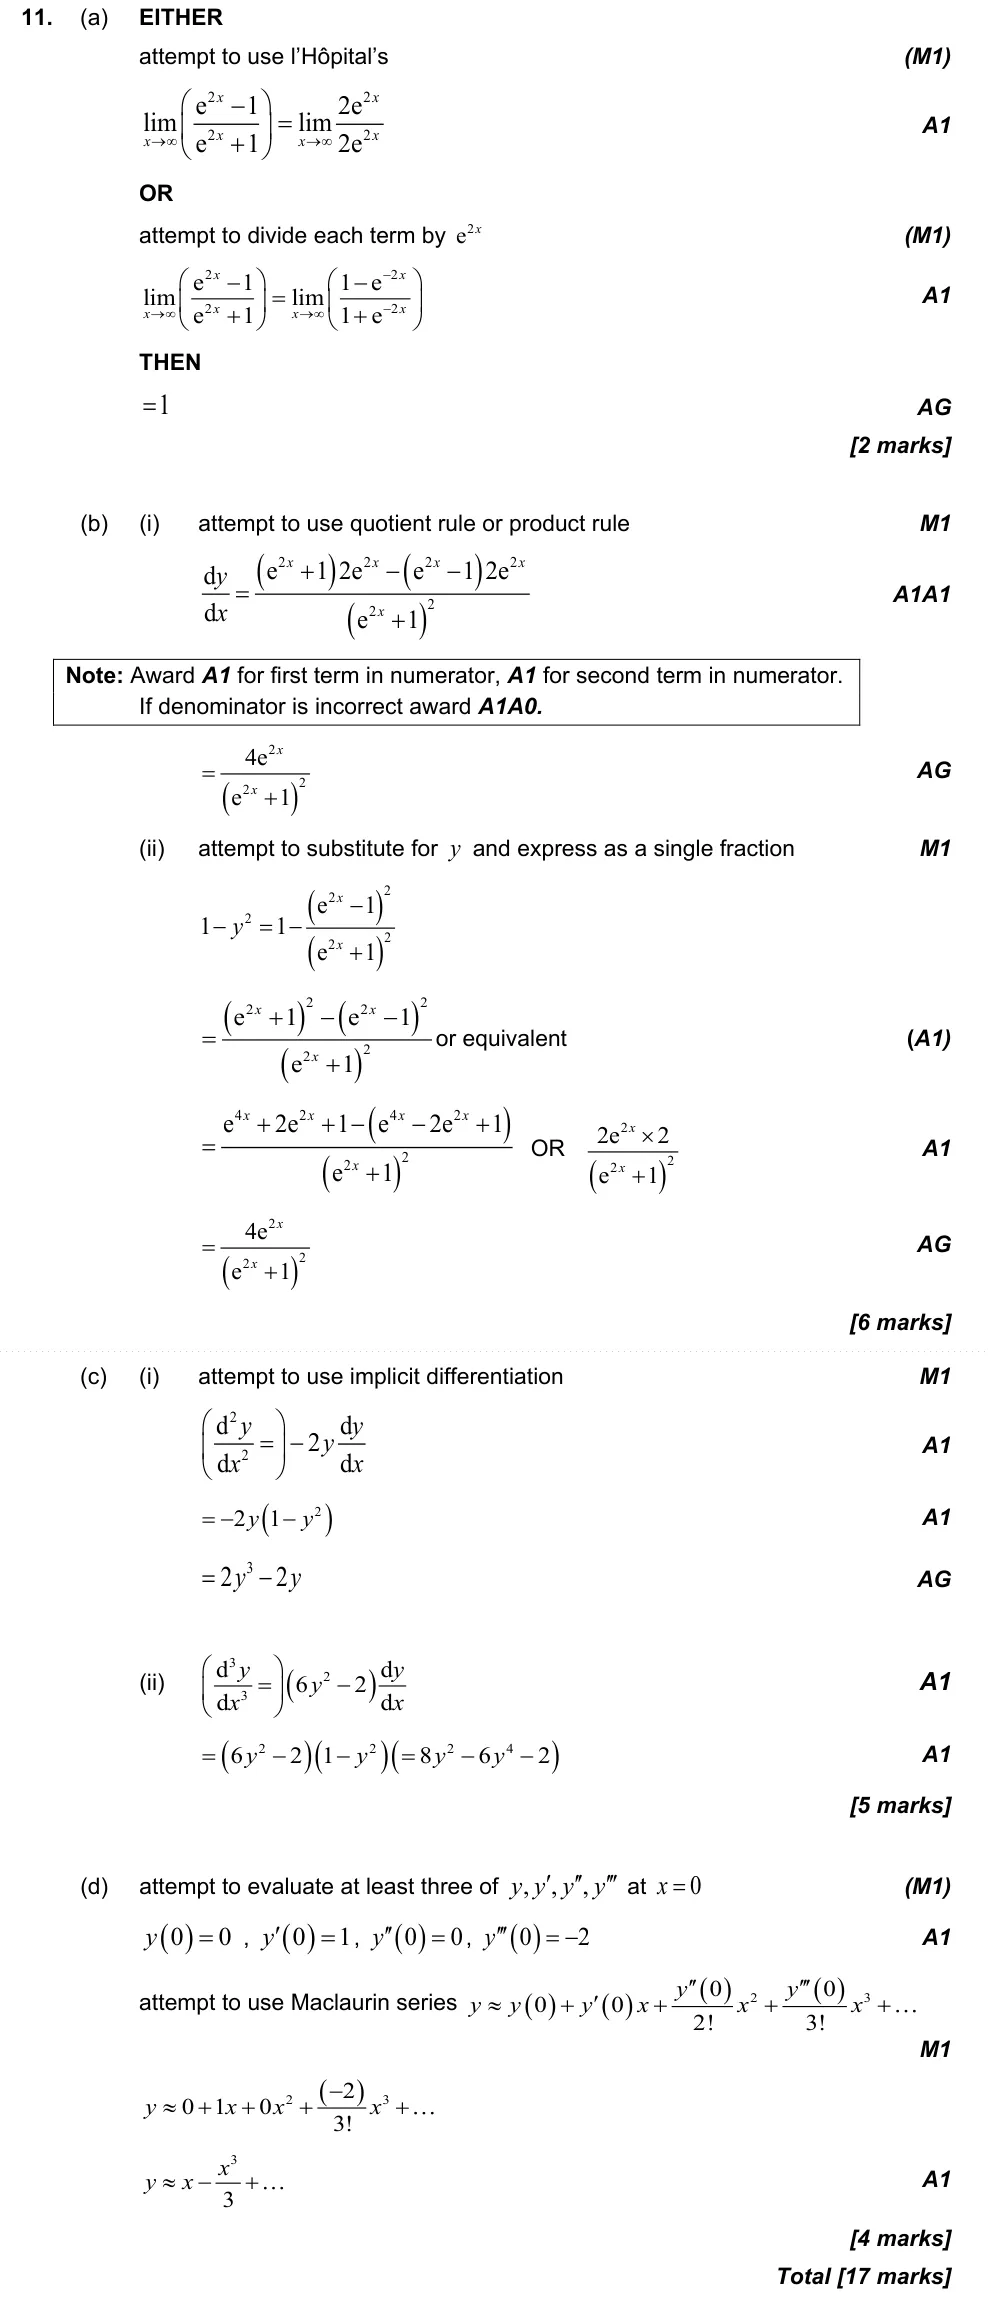 11. (a) EITHER
attempt to use l'Hôpital's (M1)
lim x→∞ ((e^{2x} − 1)/(e^{2x} + 1)) = lim x→∞ 2e^{2x}/2e^{2x} A1
OR
attempt to divide each term by e^{2x} (M1)
lim x→∞ ((e^{2x} − 1)/(e^{2x} + 1)) = lim x→∞ ((1 − e^{−2x})/(1 + e^{−2x})) A1
THEN
=1 AG
[2 marks]
(b) (i) attempt to use quotient rule or product rule M1
dy/dx = ((e^{2x} + 1)2e^{2x} − (e^{2x} − 1)2e^{2x})/(e^{2x} + 1)^2 A1A1
Note: Award A1 for first term in numerator, A1 for second term in numerator.
If denominator is incorrect award A1A0.
= 4e^{2x}/(e^{2x} + 1)^2 AG
(ii) attempt to substitute for y and express as a single fraction M1
1 − y^2 = 1 − (e^{2x} − 1)^2/(e^{2x} + 1)^2
= ((e^{2x} + 1)^2 − (e^{2x} − 1)^2)/(e^{2x} + 1)^2 or equivalent (A1)
= (e^{4x} + 2e^{2x} + 1 − (e^{4x} − 2e^{2x} + 1))/(e^{2x} + 1)^2 OR (2e^{2x} × 2)/(e^{2x} + 1)^2 A1
= 4e^{2x}/(e^{2x} + 1)^2 AG
[6 marks]
(c) (i) attempt to use implicit differentiation M1
(d^2y/dx^2 =) − 2y dy/dx A1
= −2y(1 − y^2) A1
= 2y^3 − 2y AG
(ii) (d^3y/dx^3 =)(6y^2 − 2) dy/dx A1
= (6y^2 − 2)(1 − y^2)(= 8y^2 − 6y^4 − 2) A1
[5 marks]
(d) attempt to evaluate at least three of y, y′, y″, y‴ at x = 0 (M1)
y(0) = 0 , y′(0) = 1, y″(0) = 0, y‴(0) = −2 A1
attempt to use Maclaurin series y ≈ y(0) + y′(0)x + y″(0)/2! x^2 + y‴(0)/3! x^3 + …
M1
y ≈ 0 + 1x + 0x^2 + (−2)/3! x^3 + …
y ≈ x − x^3/3 + … A1
[4 marks]
Total [17 marks]